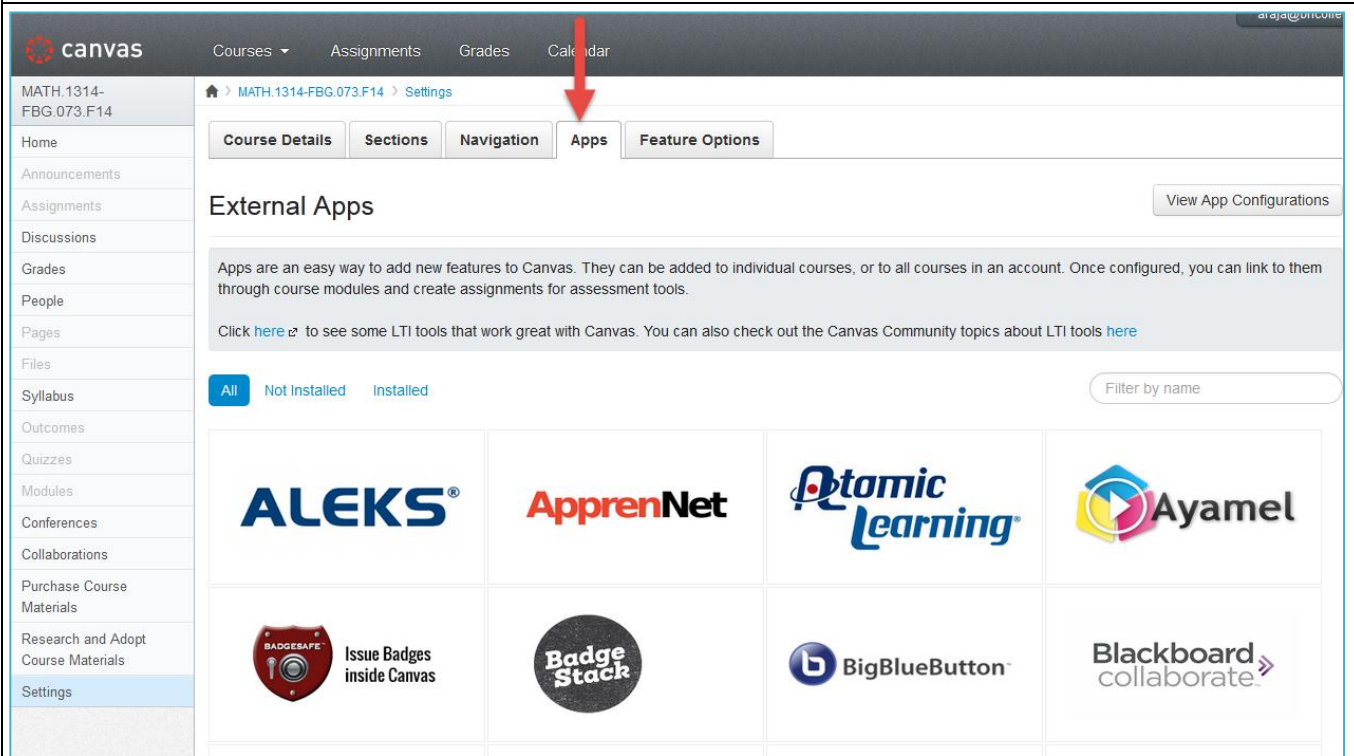 canvas
Courses
Assignments
Grades
Calendar
MATH.1314-
FBG.073.F14
MATH.1314-FBG.073.F14 > Settings
Home
Announcements
Assignments
Discussions
Grades
People
Pages
Files
Syllabus
Outcomes
Quizzes
Modules
Conferences
Collaborations
Purchase Course
Materials
Research and Adopt
Course Materials
Settings
Course Details
Sections
Navigation
Apps
Feature Options
External Apps
View App Configurations
Apps are an easy way to add new features to Canvas. They can be added to individual courses, or to all courses in an account. Once configured, you can link to them
through course modules and create assignments for assessment tools.
Click here to see some LTI tools that work great with Canvas. You can also check out the Canvas Community topics about LTI tools here
All
Not Installed
Installed
Filter by name
ALEKS®
ApprenNet
Atomic
Learning
Ayamel
BADGESAFE
Issue Badges
inside Canvas
Badge
Stack
b BigBlueButton
Blackboard
collaborate